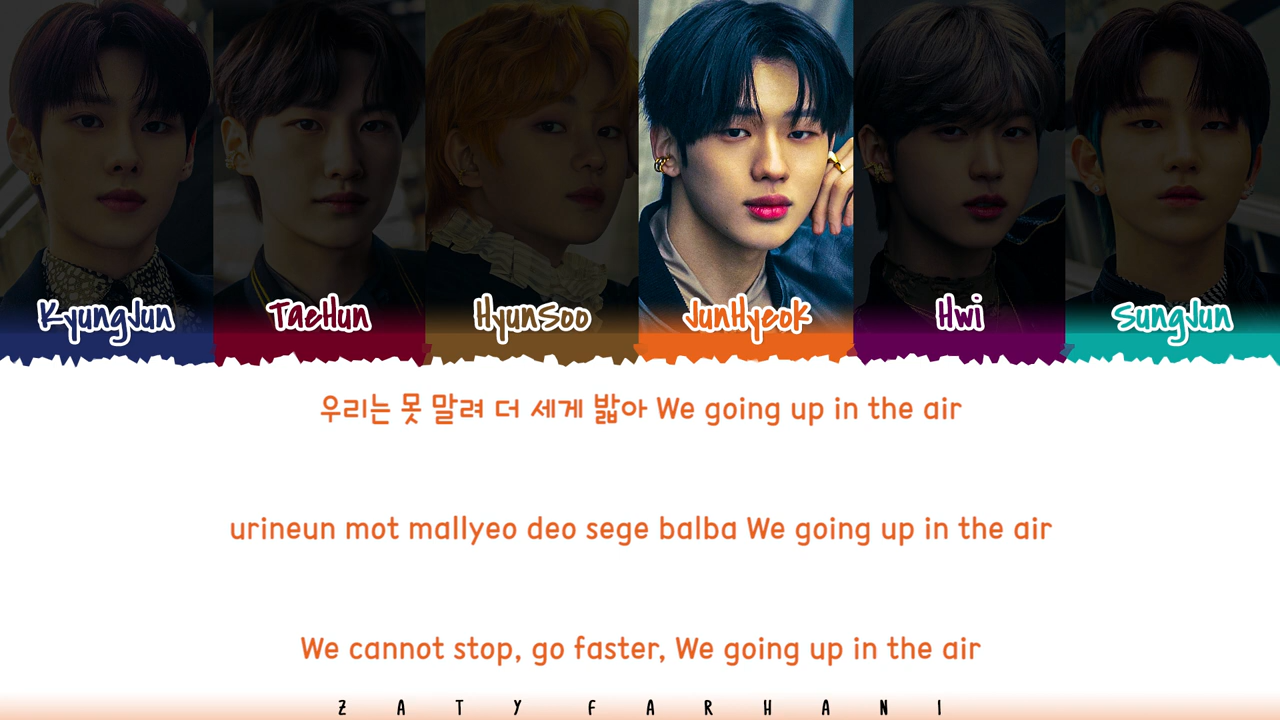 KyungJun TaeHun HyunSoo JunHyeok Hwi SungJun
우리는 못 말려 더 세게 밟아 We going up in the air
urineun mot mallyeo deo sege balba We going up in the air
We cannot stop, go faster, We going up in the air
ZATY FARHANI